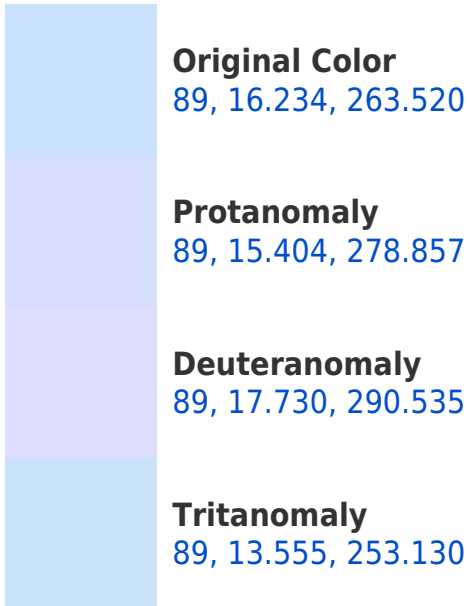 Original Color
89, 16.234, 263.520
Protanomaly
89, 15.404, 278.857
Deuteranomaly
89, 17.730, 290.535
Tritanomaly
89, 13.555, 253.130